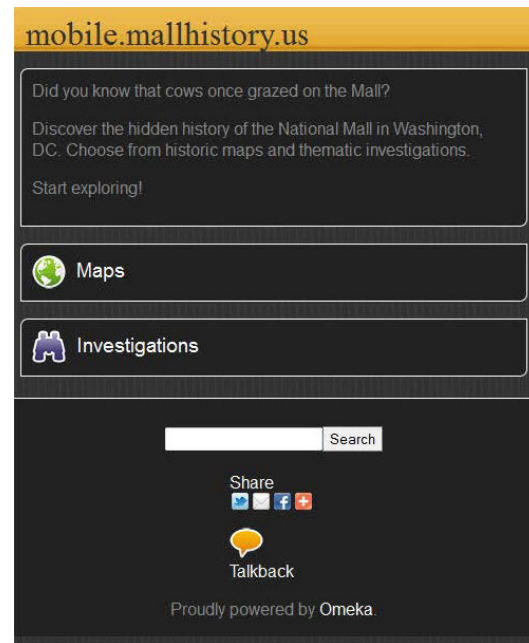 mobile.mallhistory.us
Did you know that cows once grazed on the Mall?
Discover the hidden history of the National Mall in Washington,
DC. Choose from historic maps and thematic investigations.
Start exploring!
Maps
Investigations
Search
Share
Talkback
Proudly powered by Omeka.